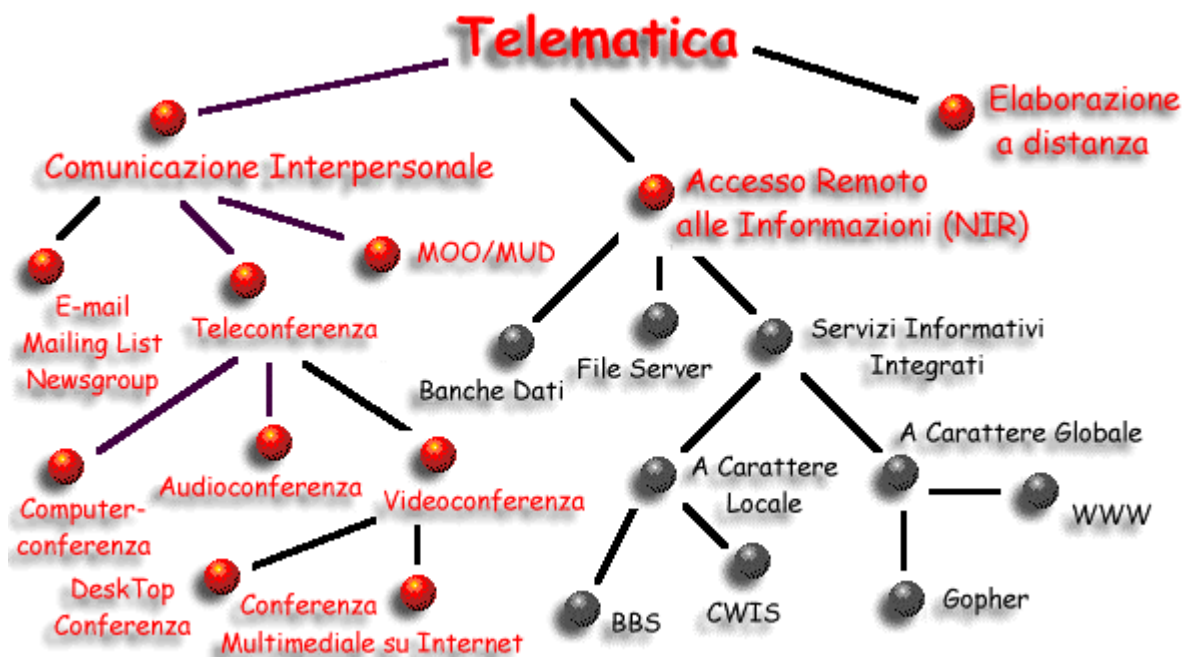 Telematica
Elaborazione
a distanza
Comunicazione Interpersonale
Accesso Remoto
alle Informazioni (NIR)
MOO/MUD
E-mail
Mailing List
Newsgroup
Teleconferenza
Banche Dati
File Server
Servizi Informativi
Integrati
Computer-
conferenza
Audioconferenza
Videoconferenza
A Carattere
Locale
A Carattere Globale
WWW
DeskTop
Conferenza
Conferenza
Multimediale su Internet
BBS
CWIS
Gopher